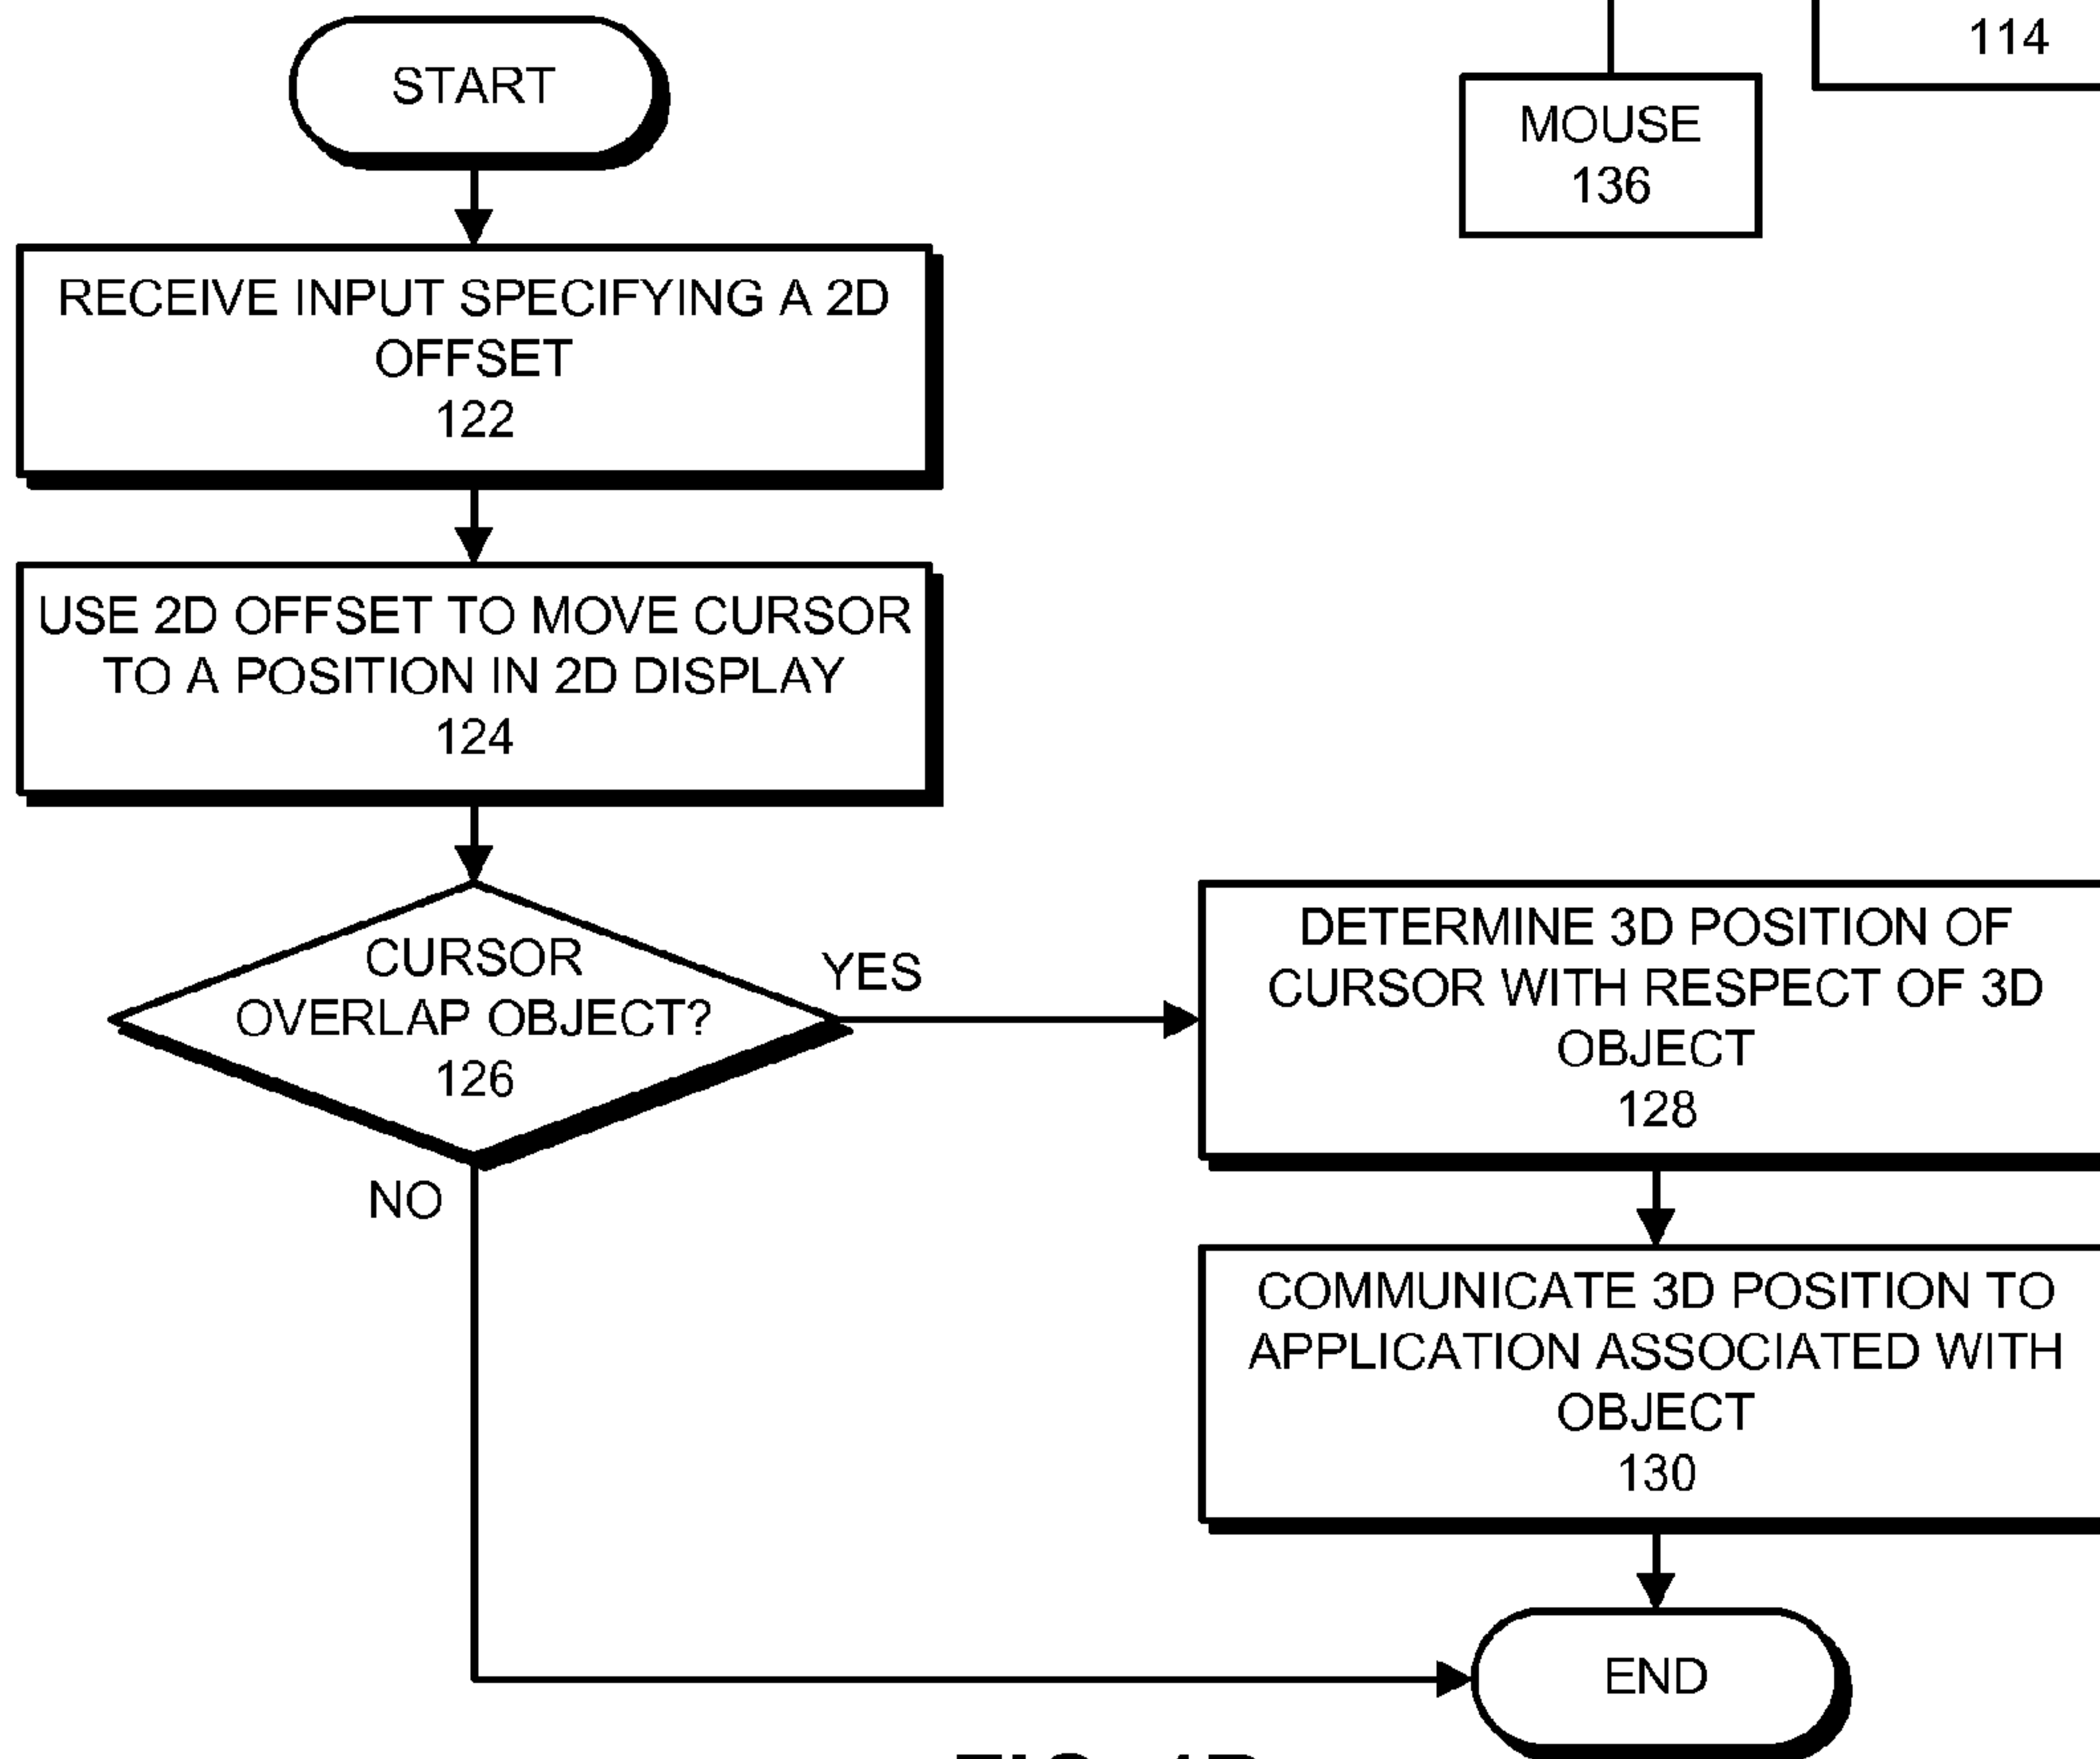 START
RECEIVE INPUT SPECIFYING A 2D
OFFSET
122
USE 2D OFFSET TO MOVE CURSOR
TO A POSITION IN 2D DISPLAY
124
CURSOR
OVERLAP OBJECT?
126
YES
NO
DETERMINE 3D POSITION OF
CURSOR WITH RESPECT OF 3D
OBJECT
128
COMMUNICATE 3D POSITION TO
APPLICATION ASSOCIATED WITH
OBJECT
130
END
MOUSE
136
114